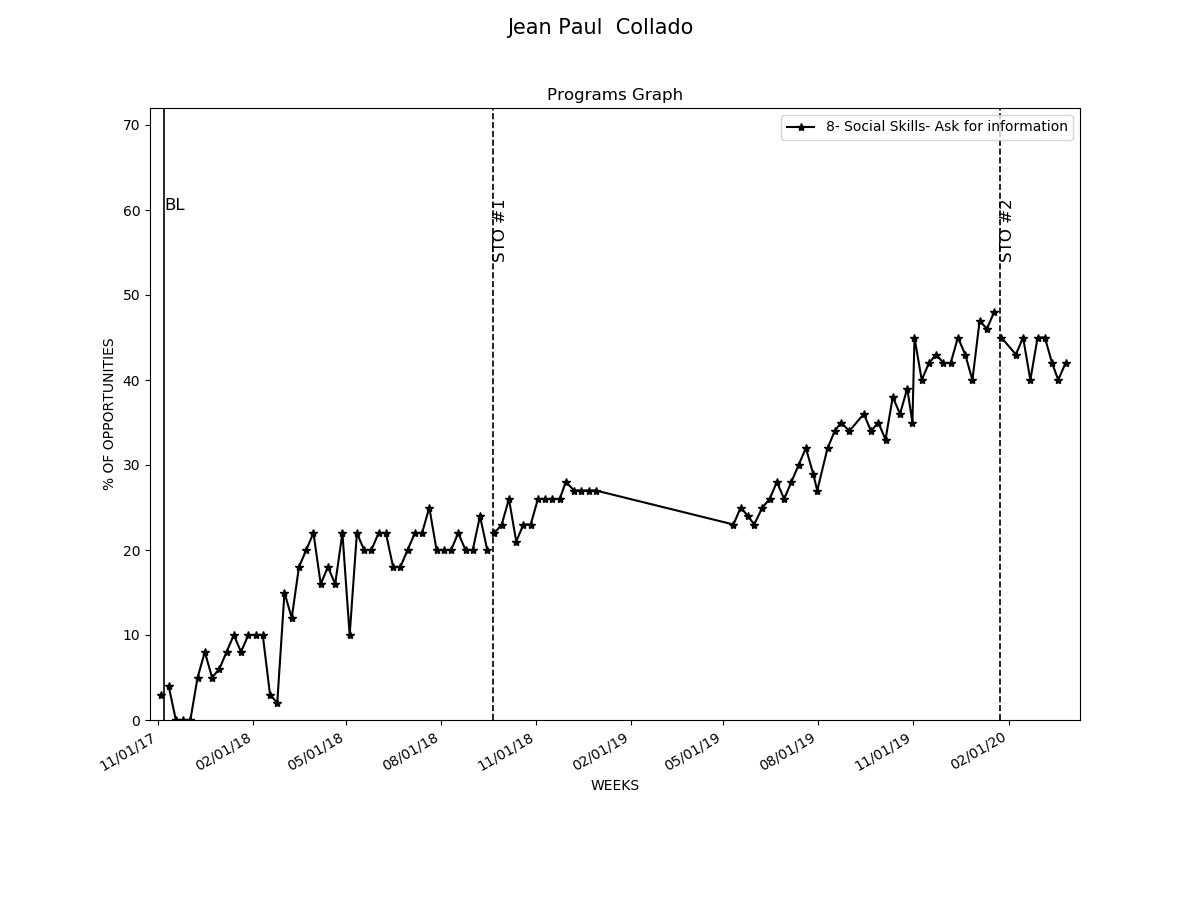 Jean Paul  Collado
Programs Graph
8- Social Skills- Ask for information
70
60
50
40
30
20
10
0
BL
STO #1
STO #2
% OF OPPORTUNITIES
11/01/17
02/01/18
05/01/18
08/01/18
11/01/18
02/01/19
05/01/19
08/01/19
11/01/19
02/01/20
WEEKS